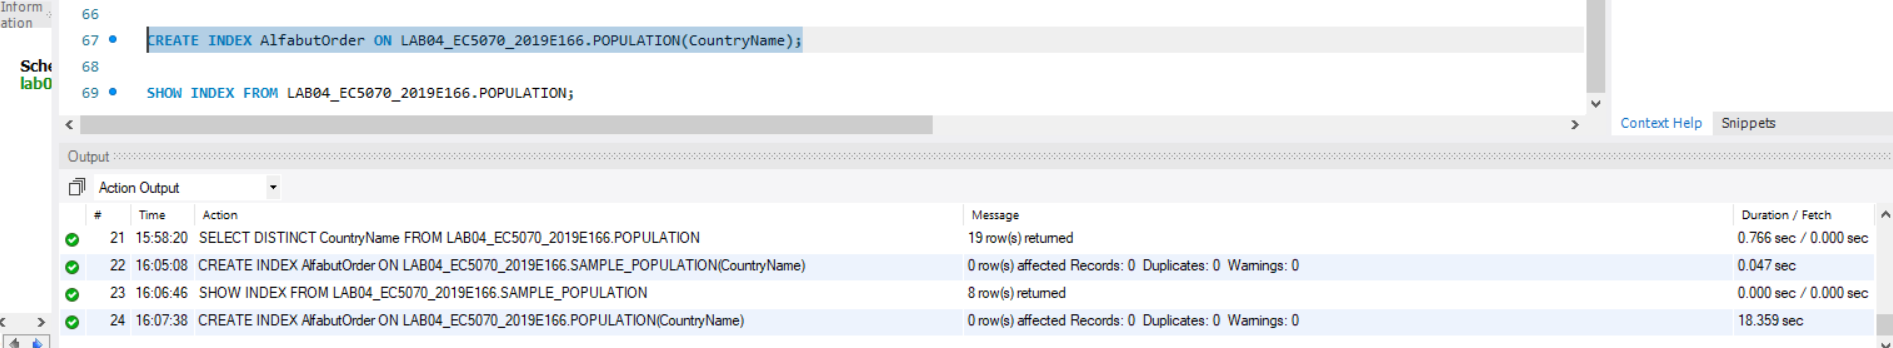 Inform
ation
Sche
lab0
66
67 CREATE INDEX AlfabutOrder ON LAB04_EC5070_2019E166.POPULATION(CountryName);
68
69 SHOW INDEX FROM LAB04_EC5070_2019E166.POPULATION;
Context Help Snippets
Output
Action Output
# Time Action Message Duration / Fetch
21 15:58:20 SELECT DISTINCT CountryName FROM LAB04_EC5070_2019E166.POPULATION 19 row(s) returned 0.766 sec / 0.000 sec
22 16:05:08 CREATE INDEX AlfabutOrder ON LAB04_EC5070_2019E166.SAMPLE_POPULATION(CountryName) 0 row(s) affected Records: 0 Duplicates: 0 Warnings: 0 0.047 sec
23 16:06:46 SHOW INDEX FROM LAB04_EC5070_2019E166.SAMPLE_POPULATION 8 row(s) returned 0.000 sec / 0.000 sec
24 16:07:38 CREATE INDEX AlfabutOrder ON LAB04_EC5070_2019E166.POPULATION(CountryName) 0 row(s) affected Records: 0 Duplicates: 0 Warnings: 0 18.359 sec